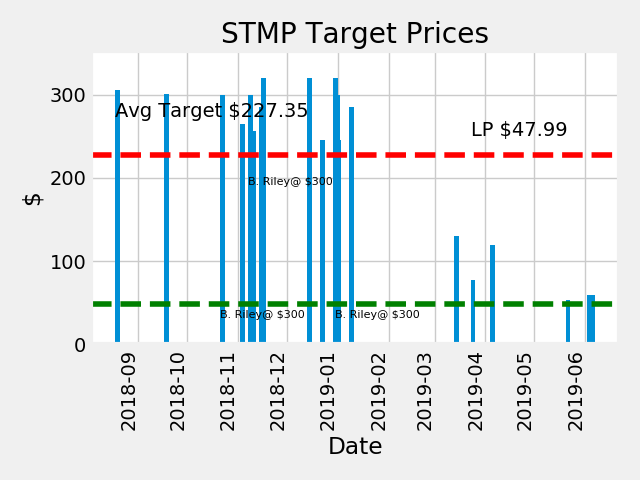 STMP Target Prices
300
200
100
0
$
Avg Target $227.35
LP $47.99
B. Riley@ $300
B. Riley@ $300
B. Riley@ $300
2018-09
2018-10
2018-11
2018-12
2019-01
2019-02
2019-03
2019-04
2019-05
2019-06
Date